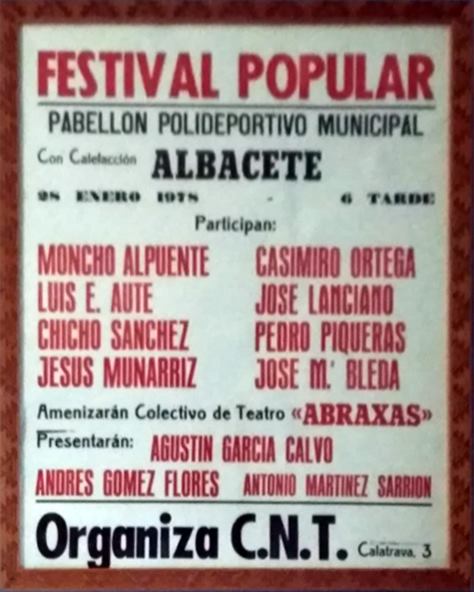 FESTIVAL POPULAR
PABELLON POLIDEPORTIVO MUNICIPAL
Con Calefacción ALBACETE
28 ENERO 1978 - 6 TARDE
Participan:
MONCHO ALPUENTE CASIMIRO ORTEGA
LUIS E. AUTE JOSE LANCIANO
CHICHO SANCHEZ PEDRO PIQUERAS
JESUS MUNARRIZ JOSE Mª BLEDA
Amenizarán Colectivo de Teatro «ABRAXAS»
Presentarán: AGUSTIN GARCIA CALVO
ANDRES GOMEZ FLORES ANTONIO MARTINEZ SARRION
Organiza C.N.T. Calatrava, 3